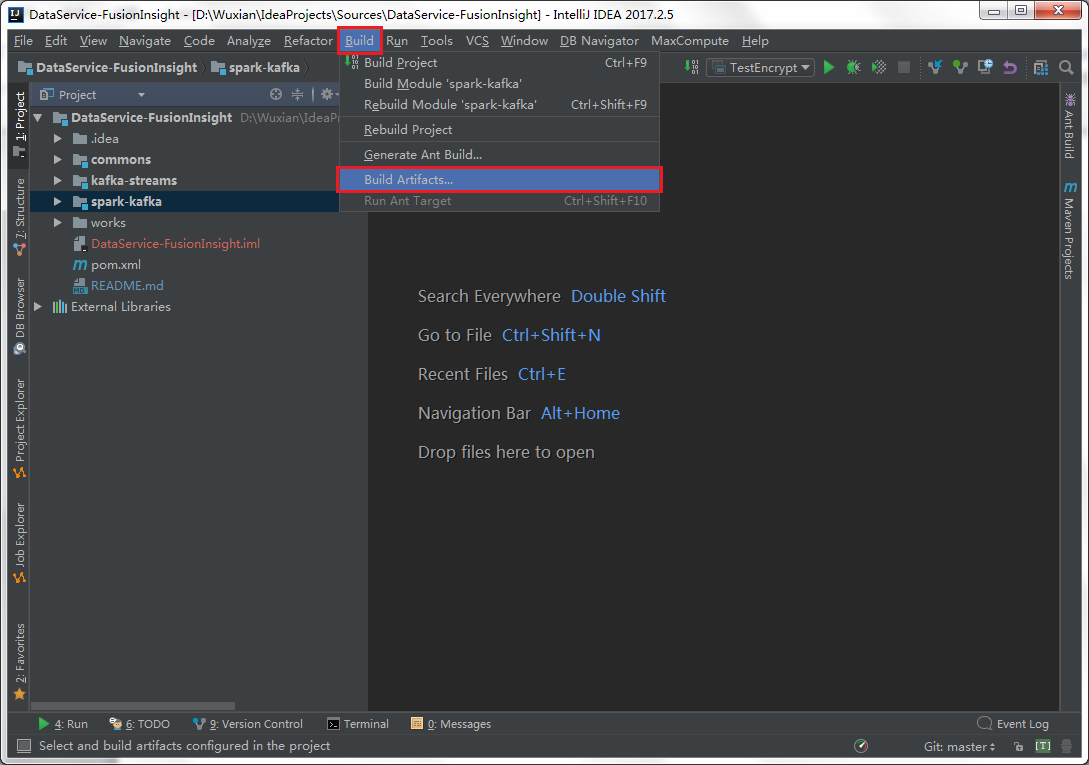 DataService-FusionInsight - [D:\Wuxian\IdeaProjects\Sources\DataService-FusionInsight] - IntelliJ IDEA 2017.2.5
File Edit View Navigate Code Analyze Refactor Build Run Tools VCS Window DB Navigator MaxCompute Help
DataService-FusionInsight spark-kafka
TestEncrypt
Build Project Ctrl+F9
Build Module 'spark-kafka'
Rebuild Module 'spark-kafka' Ctrl+Shift+F9
Rebuild Project
Generate Ant Build...
Build Artifacts...
Run Ant Target Ctrl+Shift+F10
Project
DataService-FusionInsight D:\Wuxian\IdeaPr
.idea
commons
kafka-streams
spark-kafka
works
DataService-FusionInsight.iml
pom.xml
README.md
External Libraries
1: Project
7: Structure
DB Browser
Project Explorer
Job Explorer
2: Favorites
Search Everywhere Double Shift
Go to File Ctrl+Shift+N
Recent Files Ctrl+E
Navigation Bar Alt+Home
Drop files here to open
Ant Build
Maven Projects
4: Run 6: TODO 9: Version Control Terminal 0: Messages Event Log
Select and build artifacts configured in the project Git: master [T]